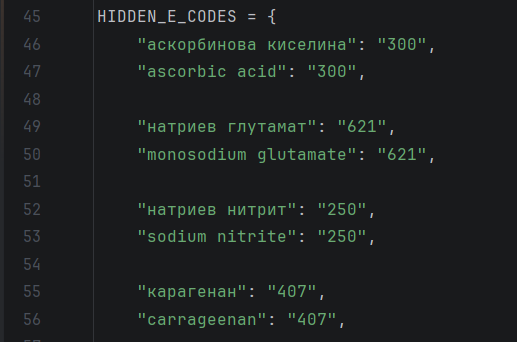 45 HIDDEN_E_CODES = {
46 "аскорбинова киселина": "300",
47 "ascorbic acid": "300",
48
49 "натриев глутамат": "621",
50 "monosodium glutamate": "621",
51
52 "натриев нитрит": "250",
53 "sodium nitrite": "250",
54
55 "карагенан": "407",
56 "carrageenan": "407",